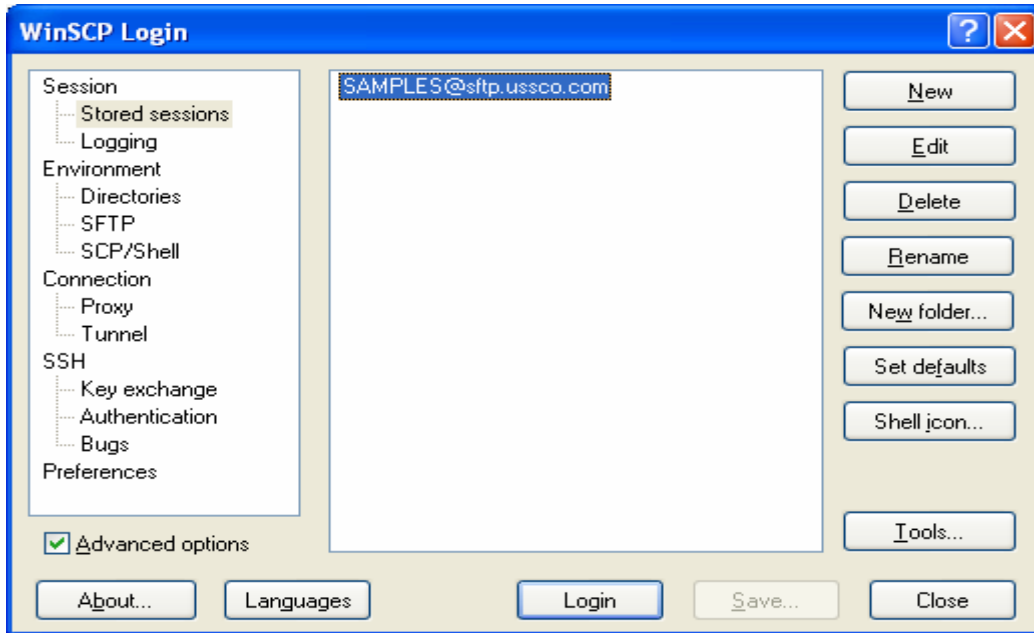 WinSCP Login
Session
Stored sessions
Logging
Environment
Directories
SFTP
SCP/Shell
Connection
Proxy
Tunnel
SSH
Key exchange
Authentication
Bugs
Preferences
Advanced options
SAMPLES@sftp.ussco.com
New
Edit
Delete
Rename
New folder...
Set defaults
Shell icon...
Tools...
About...
Languages
Login
Save...
Close